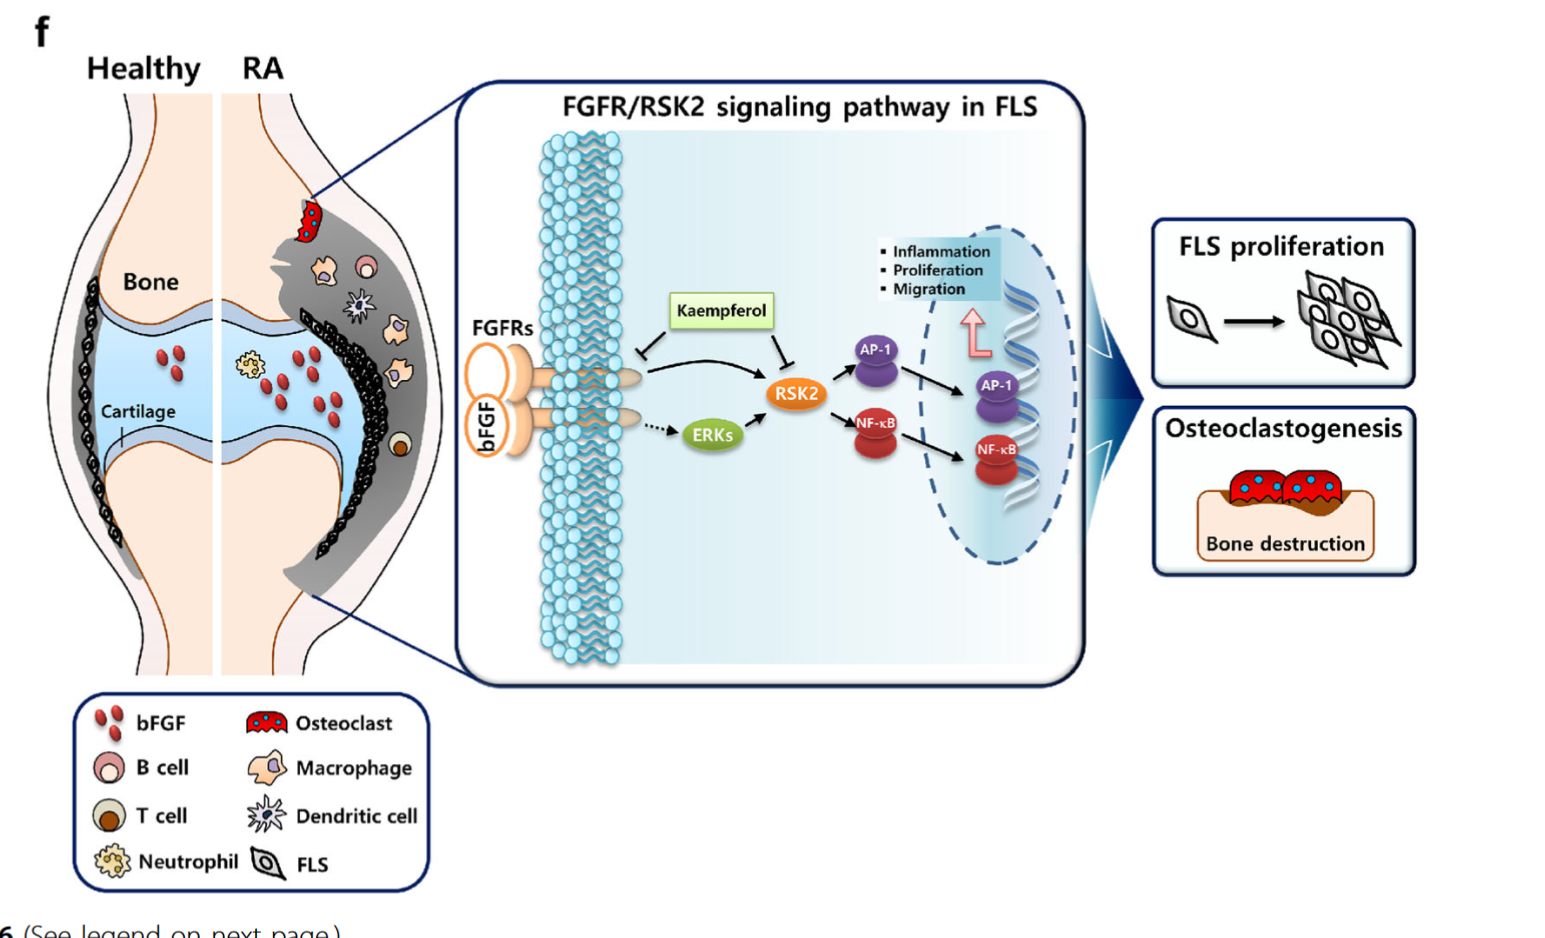 f
Healthy RA
Bone
Cartilage
FGFR/RSK2 signaling pathway in FLS
FGFRs
bFGF
Kaempferol
ERKs
RSK2
AP-1
NF-κB
▪ Inflammation
▪ Proliferation
▪ Migration
AP-1
NF-κB
FLS proliferation
Osteoclastogenesis
Bone destruction
bFGF Osteoclast
B cell Macrophage
T cell Dendritic cell
Neutrophil FLS
6 (See legend on next page.)